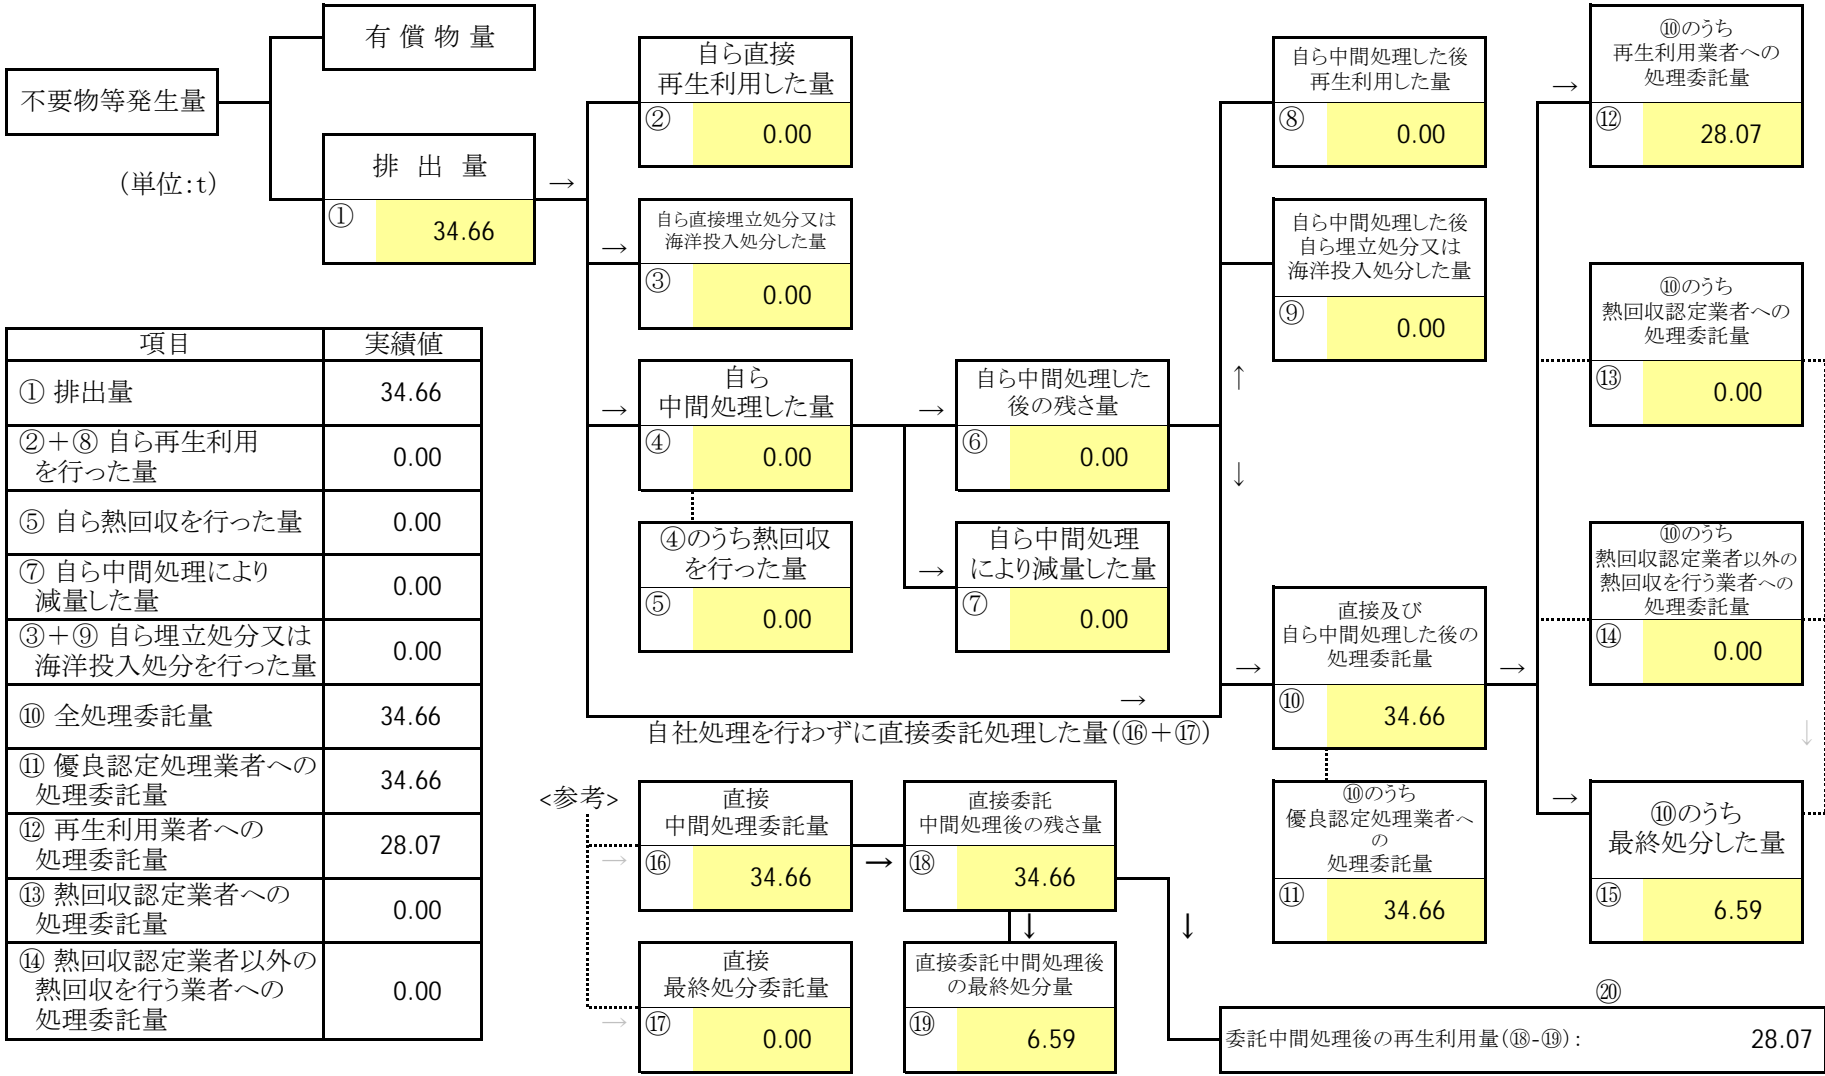 不要物等発生量
(単位:t)
有 償 物 量
排 出 量
→
① 34.66
自ら直接
再生利用した量
② 0.00
→
自ら直接埋立処分又は
海洋投入処分した量
③ 0.00
→
自ら
中間処理した量
④ 0.00
④のうち熱回収
を行った量
⑤ 0.00
→
自ら中間処理した
後の残さ量
⑥ 0.00
→
自ら中間処理
により減量した量
⑦ 0.00
↑
↓
自ら中間処理した後
再生利用した量
⑧ 0.00
自ら中間処理した後
自ら埋立処分又は
海洋投入処分した量
⑨ 0.00
→
自社処理を行わずに直接委託処理した量(⑯＋⑰)
→
直接及び
自ら中間処理した後の
処理委託量
⑩ 34.66
→
⑩のうち
優良認定処理業者へ
の
処理委託量
⑪ 34.66
→
⑩のうち
再生利用業者への
処理委託量
⑫ 28.07
⑩のうち
熱回収認定業者への
処理委託量
⑬ 0.00
⑩のうち
熱回収認定業者以外の
熱回収を行う業者への
処理委託量
⑭ 0.00
↓
→
⑩のうち
最終処分した量
⑮ 6.59
項目 実績値
① 排出量 34.66
②＋⑧ 自ら再生利用
を行った量 0.00
⑤ 自ら熱回収を行った量 0.00
⑦ 自ら中間処理により
減量した量 0.00
③＋⑨ 自ら埋立処分又は
海洋投入処分を行った量 0.00
⑩ 全処理委託量 34.66
⑪ 優良認定処理業者への
処理委託量 34.66
⑫ 再生利用業者への
処理委託量 28.07
⑬ 熱回収認定業者への
処理委託量 0.00
⑭ 熱回収認定業者以外の
熱回収を行う業者への
処理委託量 0.00
<参考>
→
直接
中間処理委託量
⑯ 34.66
→
直接委託
中間処理後の残さ量
⑱ 34.66
→
直接
最終処分委託量
⑰ 0.00
↓
直接委託中間処理後
の最終処分量
⑲ 6.59
↓
⑳
委託中間処理後の再生利用量(⑱-⑲): 28.07